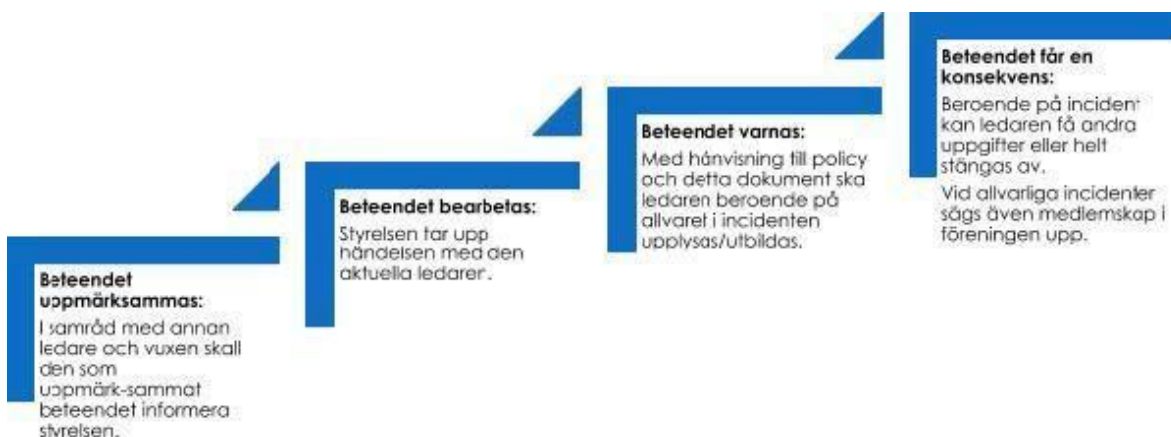 Beteendet
uppmärksammas:
I samråd med annan
ledare och vuxen skall
den som
uppmärk-sammat
beteendet informera
styrelsen.
Beteendet bearbetas:
Styrelsen tar upp
händelsen med den
aktuella ledaren.
Beteendet varnas:
Med hänvisning till policy
och detta dokument ska
ledaren beroende på
allvaret i incidenten
upplysas/utbildas.
Beteendet får en
konsekvens:
Beroende på incident
kan ledaren få andra
uppgifter eller helt
stängas av.
Vid allvarliga incidenter
sägs även medlemskap i
föreningen upp.